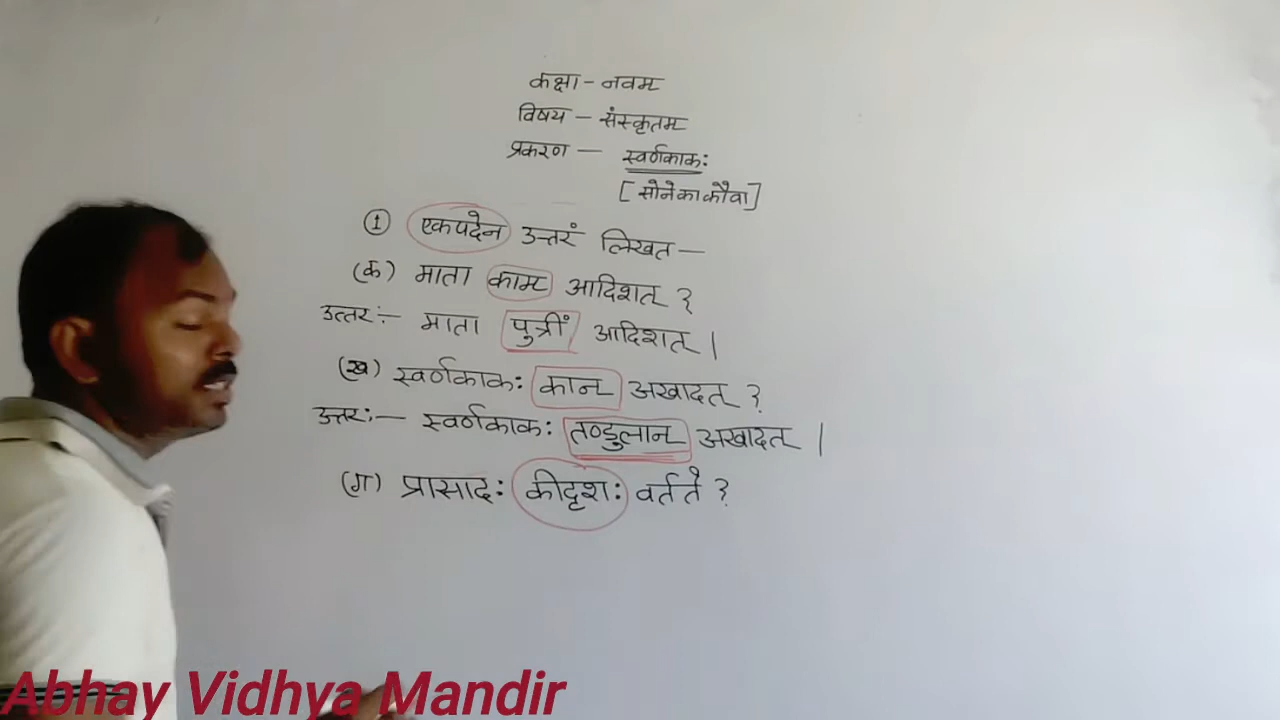 कक्षा - नवम
विषय - संस्कृतम
प्रकरण - स्वर्णकाकः
[सोने का कौवा]
① एकपदेन उत्तरं लिखत -
(क) माता काम आदिशत् ?
उत्तरः- माता पुत्रीं आदिशत् ।
(ख) स्वर्णकाकः कान् अखादत् ?
उत्तरः- स्वर्णकाकः तण्डुलान् अखादत् ।
(ग) प्रासादः कीदृशः वर्तते ?
Abhay Vidhya Mandir